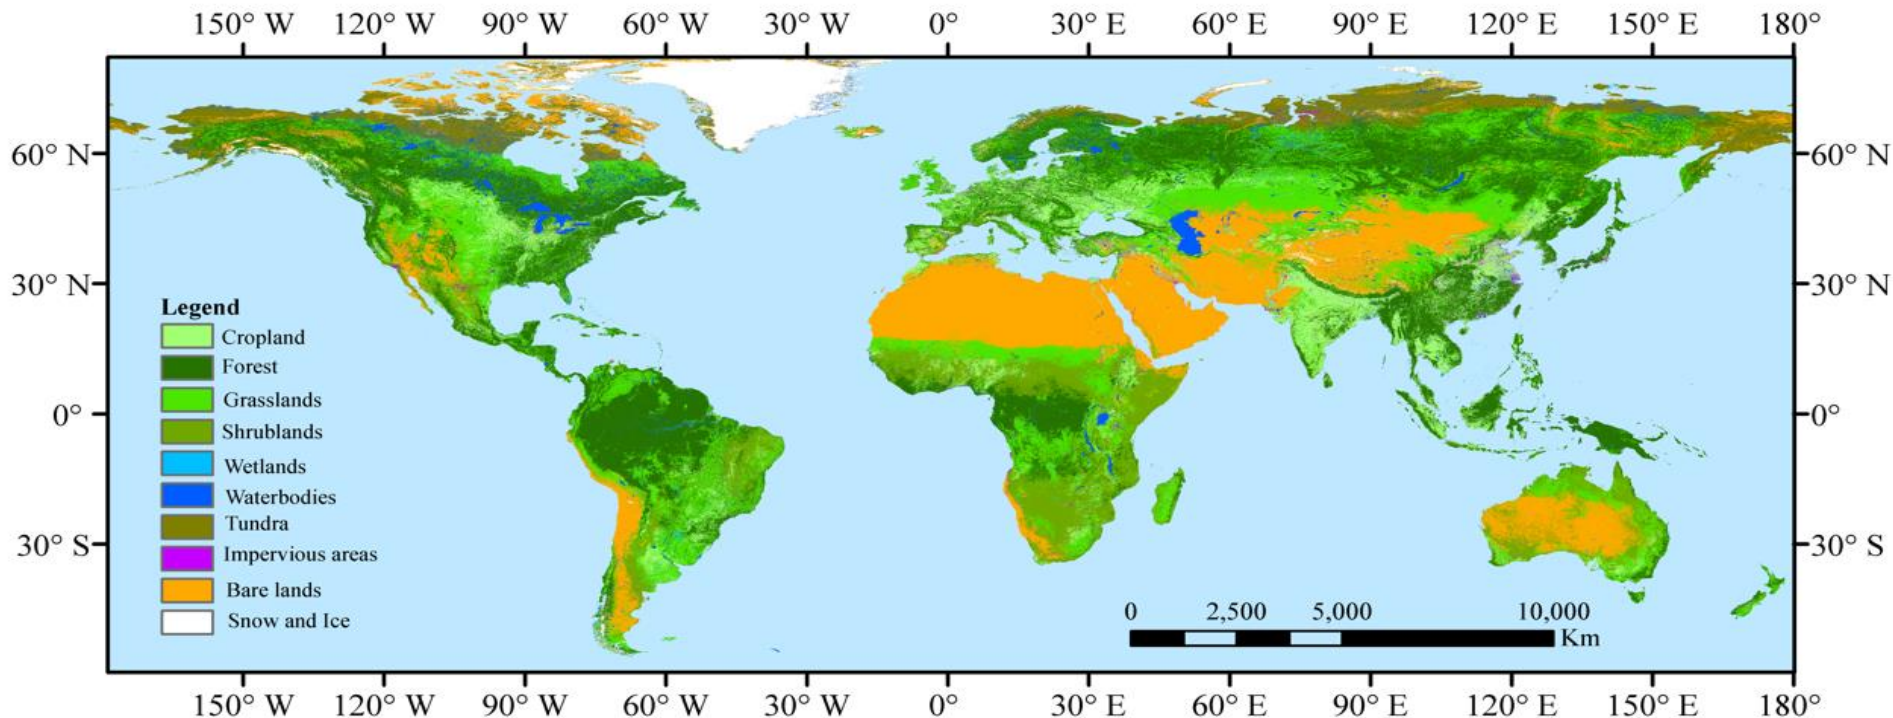 150° W 120° W 90° W 60° W 30° W 0° 30° E 60° E 90° E 120° E 150° E 180°
60° N 60° N
30° N 30° N
Legend
Cropland
Forest
Grasslands
0° 0°
Shrublands
Wetlands
Waterbodies
Tundra
30° S 30° S
Impervious areas
Bare lands
Snow and Ice
0 2,500 5,000 10,000
Km
150° W 120° W 90° W 60° W 30° W 0° 30° E 60° E 90° E 120° E 150° E 180°